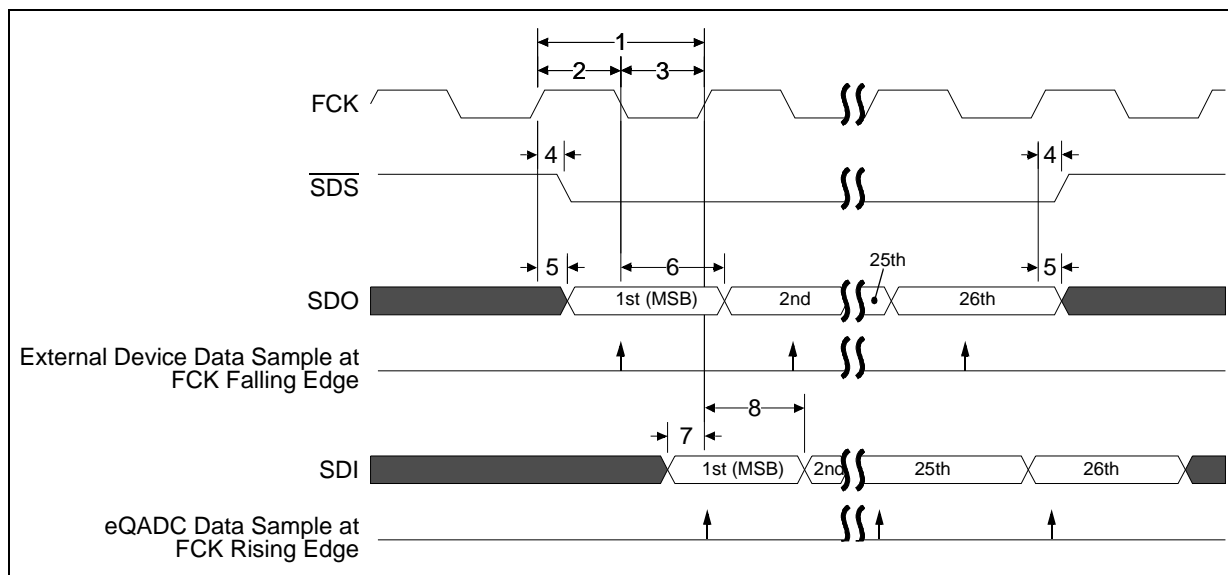 1
2 3
FCK
4 4
SDS
5 6 25th 5
SDO 1st (MSB) 2nd 26th
External Device Data Sample at
FCK Falling Edge
8
7
SDI 1st (MSB) 2nd 25th 26th
eQADC Data Sample at
FCK Rising Edge